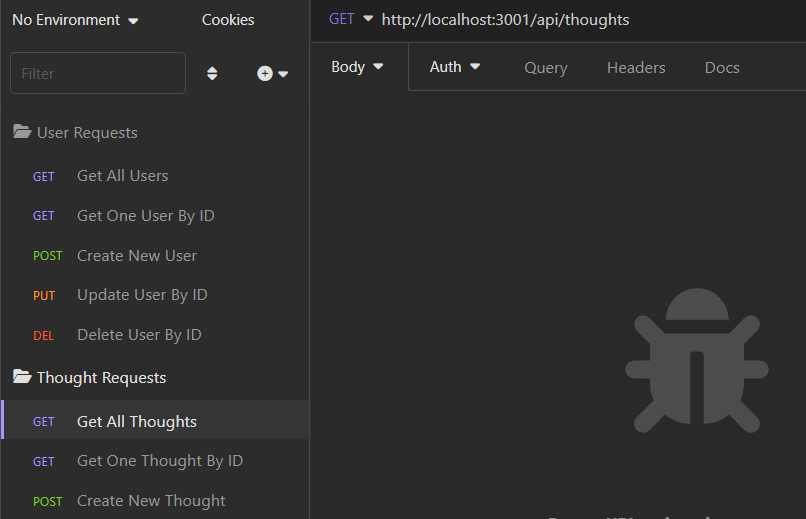 No Environment Cookies
GET http://localhost:3001/api/thoughts
Filter
Body Auth Query Headers Docs
User Requests
GET Get All Users
GET Get One User By ID
POST Create New User
PUT Update User By ID
DEL Delete User By ID
Thought Requests
GET Get All Thoughts
GET Get One Thought By ID
POST Create New Thought